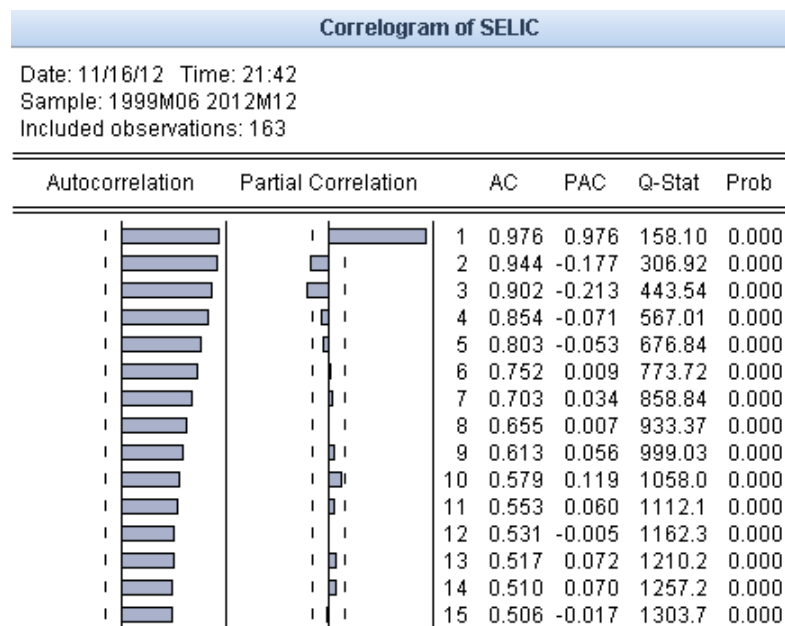 Correlogram of SELIC
Date: 11/16/12 Time: 21:42
Sample: 1999M06 2012M12
Included observations: 163
Autocorrelation Partial Correlation AC PAC Q-Stat Prob
1 0.976 0.976 158.10 0.000
2 0.944 -0.177 306.92 0.000
3 0.902 -0.213 443.54 0.000
4 0.854 -0.071 567.01 0.000
5 0.803 -0.053 676.84 0.000
6 0.752 0.009 773.72 0.000
7 0.703 0.034 858.84 0.000
8 0.655 0.007 933.37 0.000
9 0.613 0.056 999.03 0.000
10 0.579 0.119 1058.0 0.000
11 0.553 0.060 1112.1 0.000
12 0.531 -0.005 1162.3 0.000
13 0.517 0.072 1210.2 0.000
14 0.510 0.070 1257.2 0.000
15 0.506 -0.017 1303.7 0.000